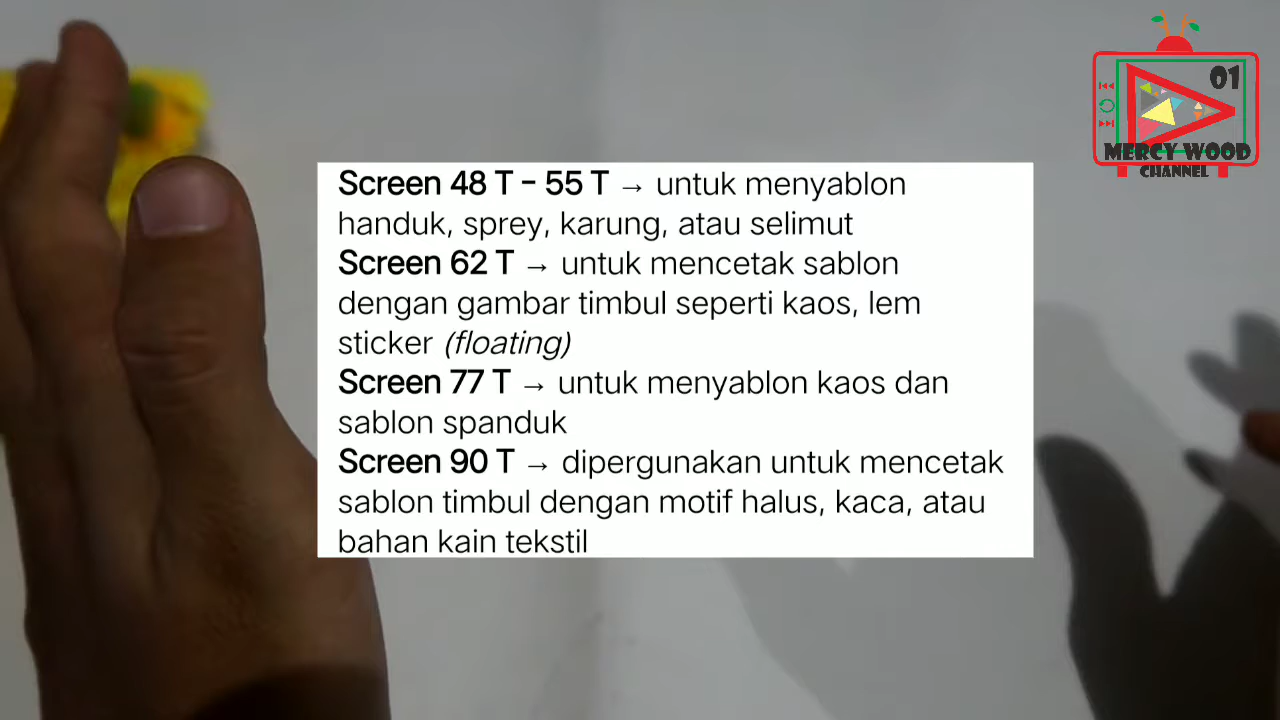 01
MERCY WOOD
CHANNEL
Screen 48 T – 55 T → untuk menyablon
handuk, sprey, karung, atau selimut
Screen 62 T → untuk mencetak sablon
dengan gambar timbul seperti kaos, lem
sticker (floating)
Screen 77 T → untuk menyablon kaos dan
sablon spanduk
Screen 90 T → dipergunakan untuk mencetak
sablon timbul dengan motif halus, kaca, atau
bahan kain tekstil